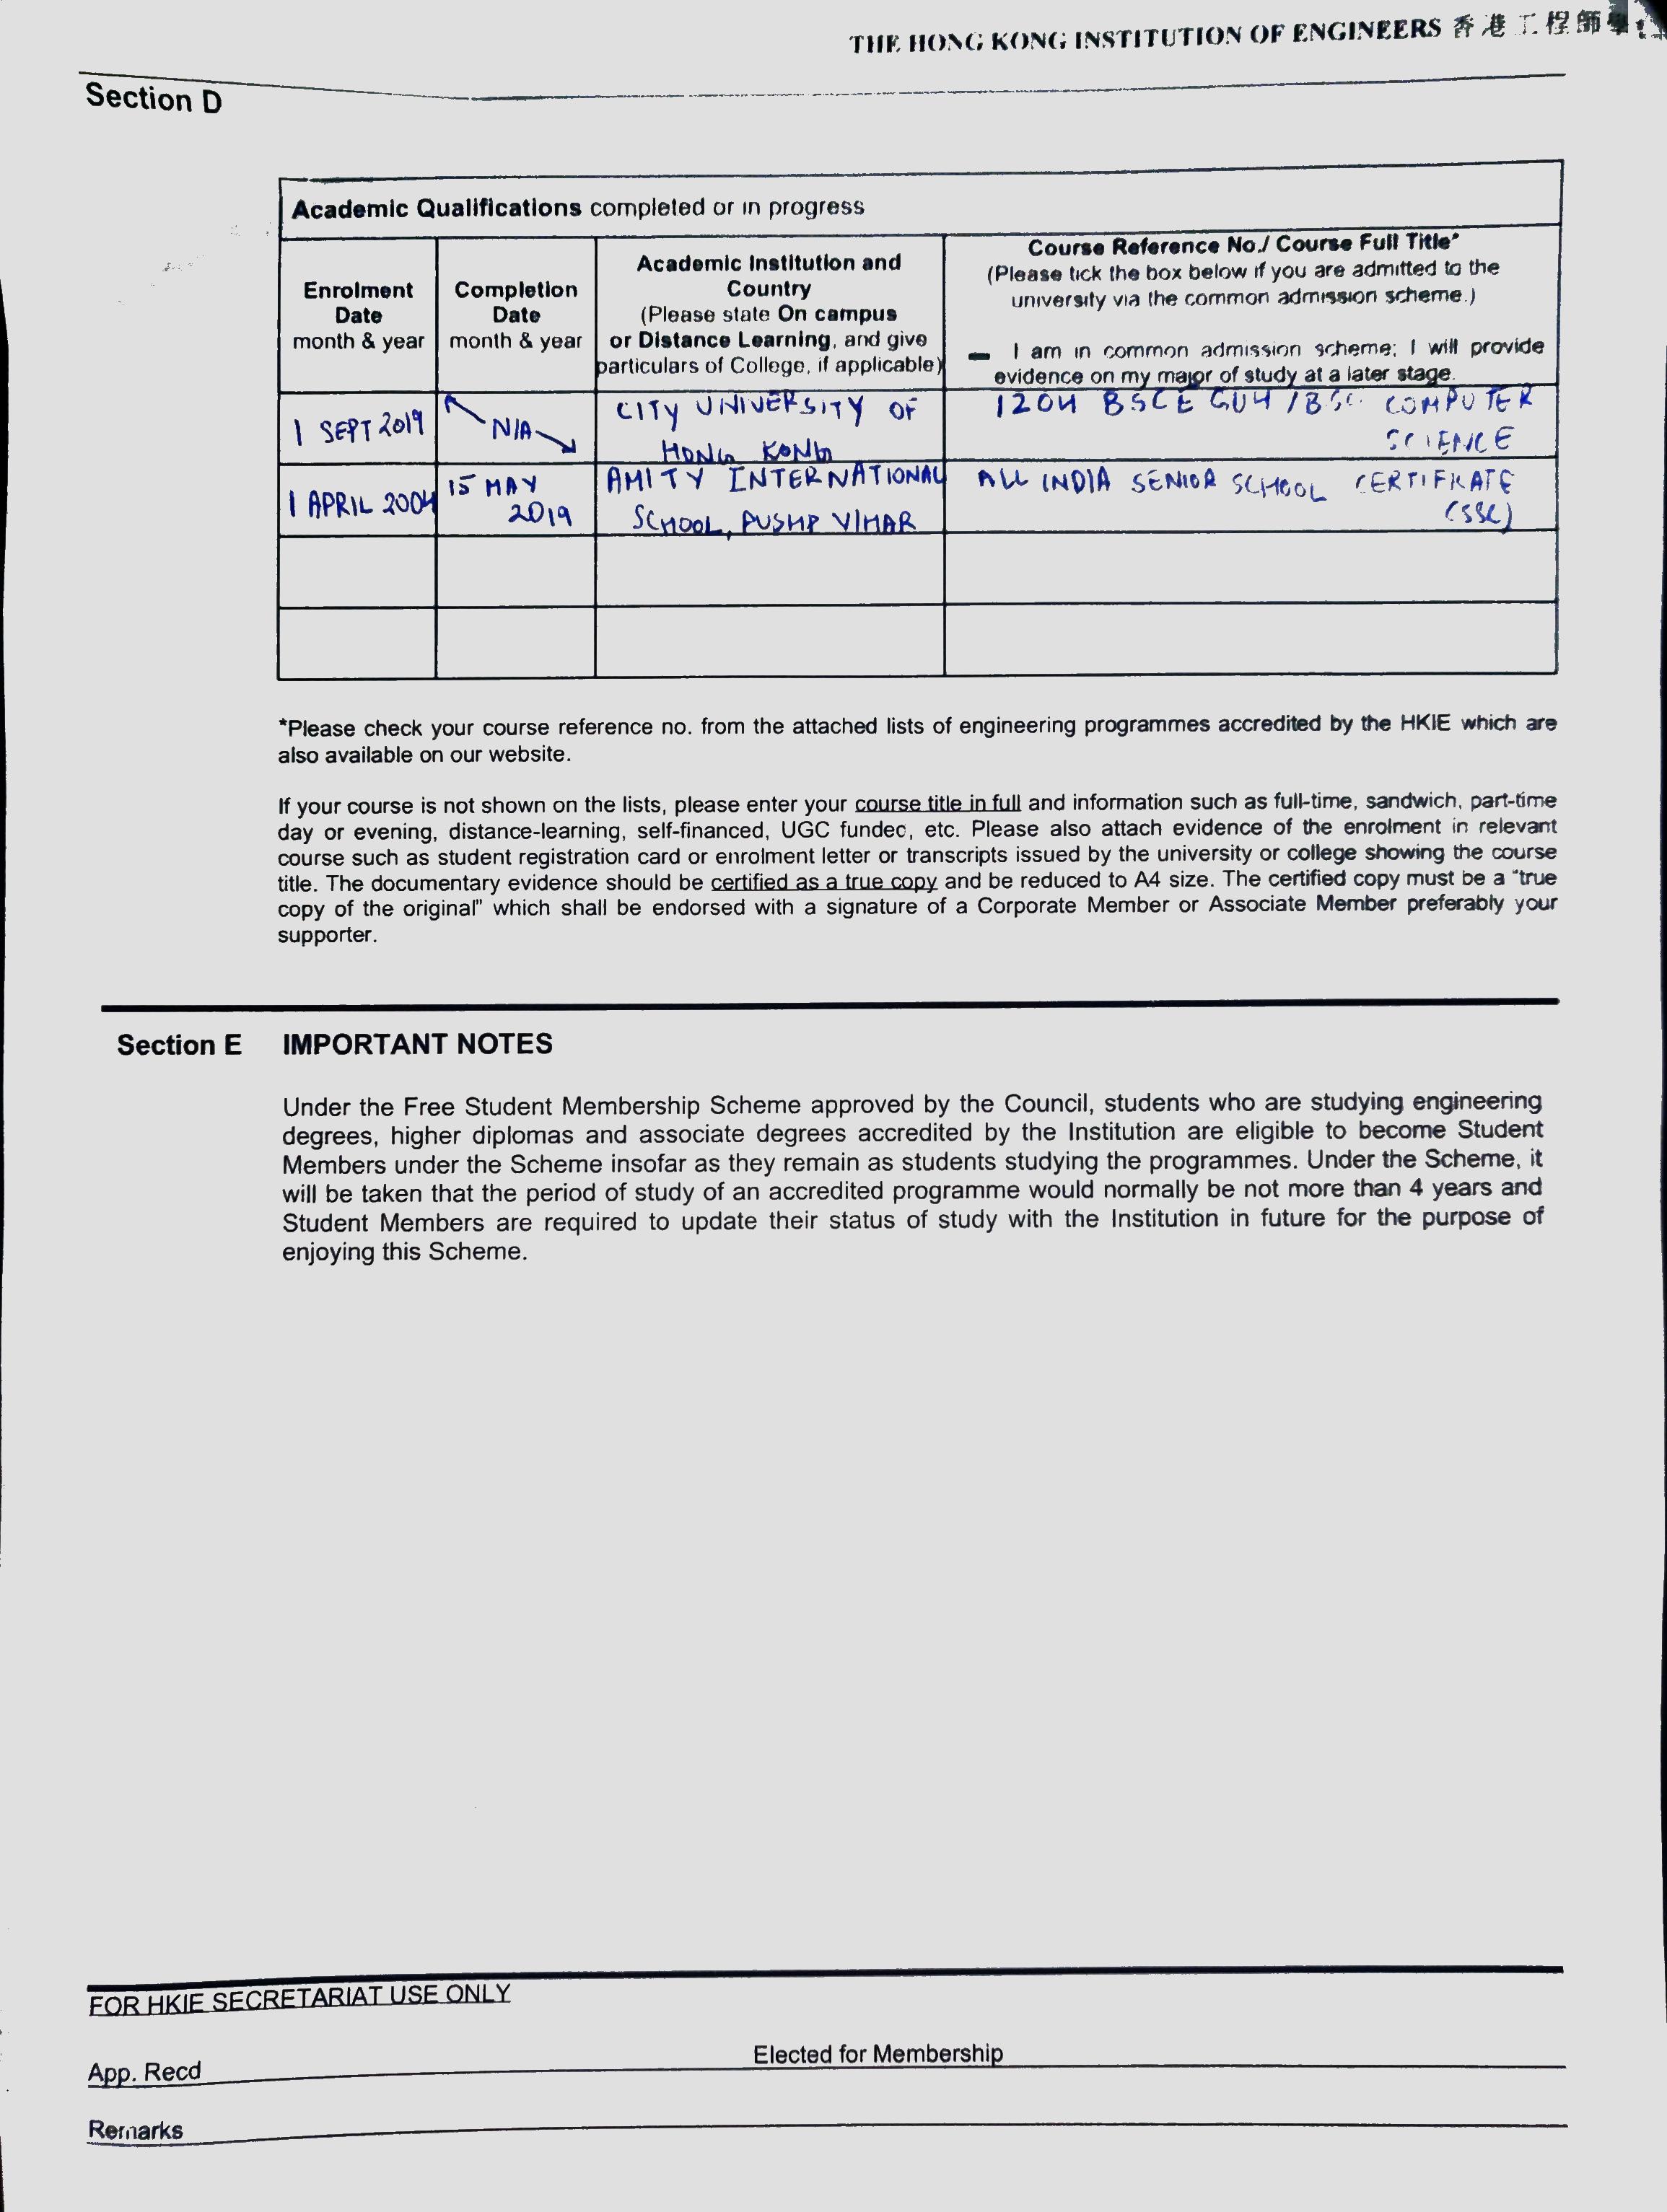 THE HONG KONG INSTITUTION OF ENGINEERS 香港工程師學
Section D
Academic Qualifications completed or in progress
Enrolment
Date
month & year
Completion
Date
month & year
Academic Institution and
Country
(Please state On campus
or Distance Learning, and give
particulars of College, if applicable)
Course Reference No./ Course Full Title*
(Please tick the box below if you are admitted to the
university via the common admission scheme.)
I am in common admission scheme; I will provide
evidence on my major of study at a later stage.
1 SEPT 2019
N/A
CITY UNIVERSITY OF
HONG KONG
1204 BSCE GU4 / BSC COMPUTER
SCIENCE
1 APRIL 2004
15 MAY
2019
AMITY INTERNATIONAL
SCHOOL, PUSHP VIHAR
ALL INDIA SENIOR SCHOOL CERTIFICATE
(SSC)
*Please check your course reference no. from the attached lists of engineering programmes accredited by the HKIE which are
also available on our website.
If your course is not shown on the lists, please enter your course title in full and information such as full-time, sandwich, part-time
day or evening, distance-learning, self-financed, UGC funded, etc. Please also attach evidence of the enrolment in relevant
course such as student registration card or enrolment letter or transcripts issued by the university or college showing the course
title. The documentary evidence should be certified as a true copy and be reduced to A4 size. The certified copy must be a "true
copy of the original" which shall be endorsed with a signature of a Corporate Member or Associate Member preferably your
supporter.
Section E IMPORTANT NOTES
Under the Free Student Membership Scheme approved by the Council, students who are studying engineering
degrees, higher diplomas and associate degrees accredited by the Institution are eligible to become Student
Members under the Scheme insofar as they remain as students studying the programmes. Under the Scheme, it
will be taken that the period of study of an accredited programme would normally be not more than 4 years and
Student Members are required to update their status of study with the Institution in future for the purpose of
enjoying this Scheme.
FOR HKIE SECRETARIAT USE ONLY
App. Recd
Elected for Membership
Remarks